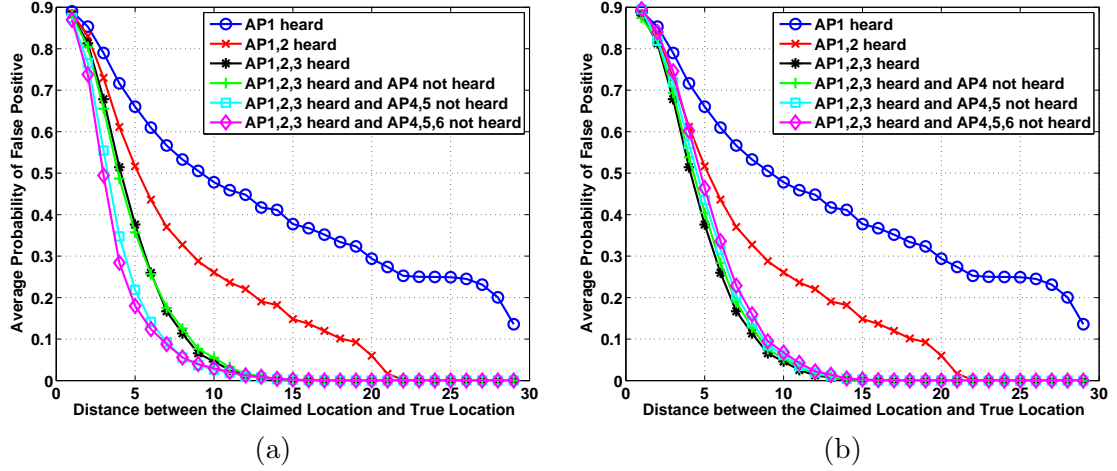 Average Probability of False Positive
0.9
0.8
0.7
0.6
0.5
0.4
0.3
0.2
0.1
0
AP1 heard
AP1,2 heard
AP1,2,3 heard
AP1,2,3 heard and AP4 not heard
AP1,2,3 heard and AP4,5 not heard
AP1,2,3 heard and AP4,5,6 not heard
0 5 10 15 20 25 30
Distance between the Claimed Location and True Location
(a)
Average Probability of False Positive
0.9
0.8
0.7
0.6
0.5
0.4
0.3
0.2
0.1
0
AP1 heard
AP1,2 heard
AP1,2,3 heard
AP1,2,3 heard and AP4 not heard
AP1,2,3 heard and AP4,5 not heard
AP1,2,3 heard and AP4,5,6 not heard
0 5 10 15 20 25 30
Distance between the Claimed Location and True Location
(b)